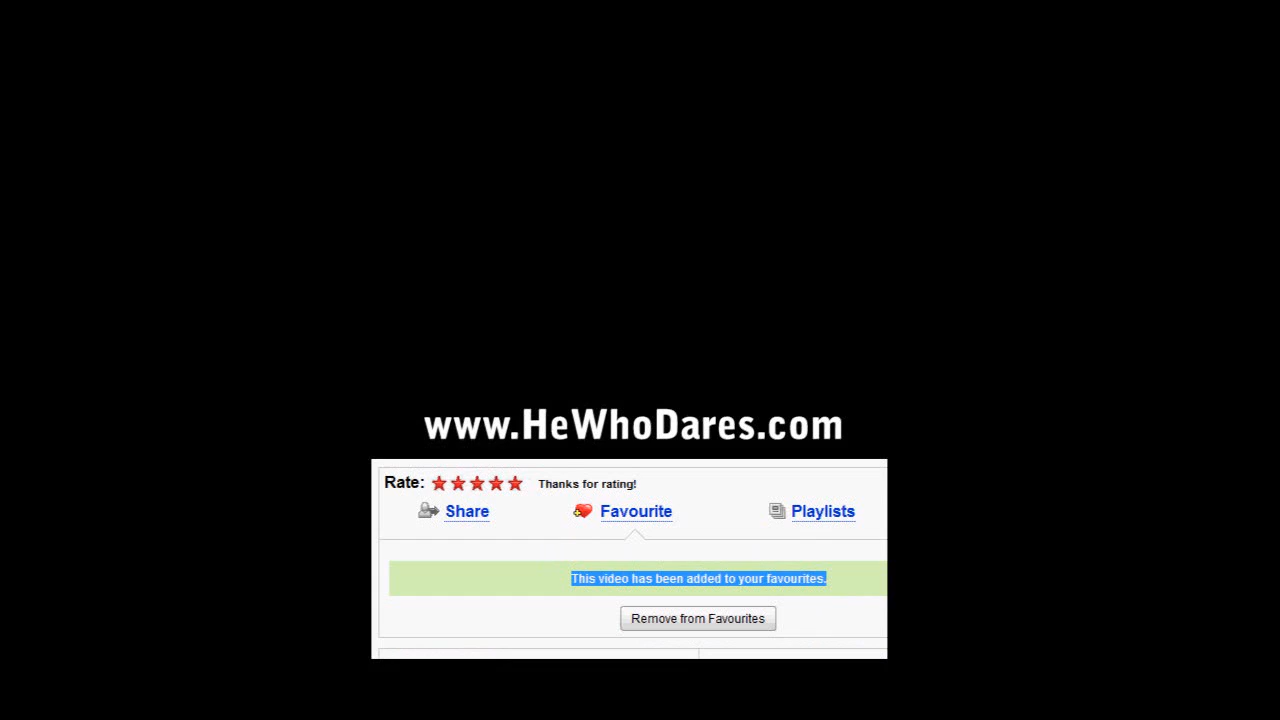 www.HeWhoDares.com
Rate: Thanks for rating!
Share Favourite Playlists
This video has been added to your favourites.
Remove from Favourites